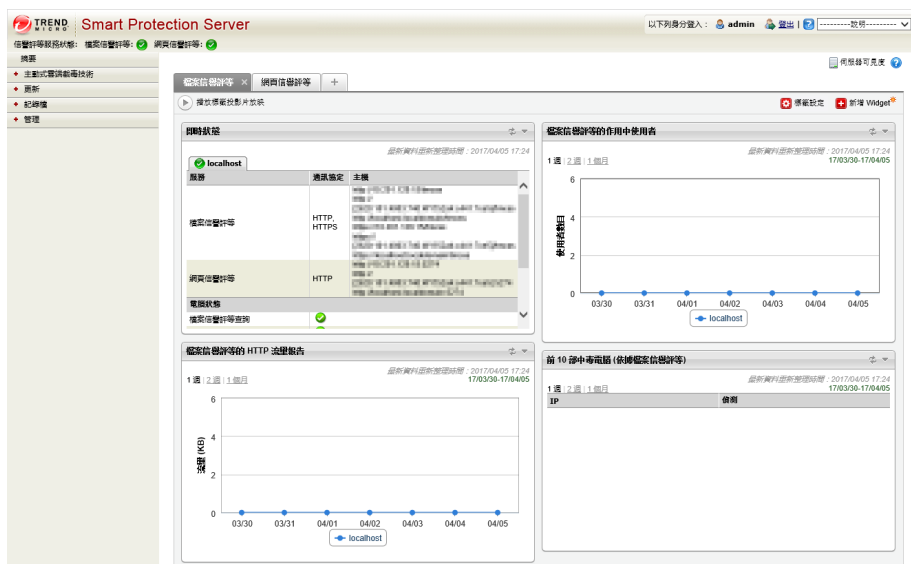 TREND MICRO Smart Protection Server
以下列身分登入： admin 登出 | ---------說明---------
信譽評等服務狀態: 檔案信譽評等: 網頁信譽評等:
摘要
主動式雲端截毒技術
更新
記錄檔
管理
伺服器可見度
檔案信譽評等 × 網頁信譽評等 +
播放標籤投影片放映
標籤設定 新增 Widget
即時狀態
最新資料重新整理時間：2017/04/05 17:24
localhost
服務 通訊協定 主機
檔案信譽評等 HTTP, HTTPS
網頁信譽評等 HTTP
電腦狀態
檔案信譽評等查詢
檔案信譽評等的作用中使用者
最新資料重新整理時間：2017/04/05 17:24
1 週 | 2 週 | 1 個月 17/03/30-17/04/05
使用者數目
6
4
2
0
03/30 03/31 04/01 04/02 04/03 04/04 04/05
localhost
檔案信譽評等的 HTTP 流量報告
最新資料重新整理時間：2017/04/05 17:24
1 週 | 2 週 | 1 個月 17/03/30-17/04/05
流量 (KB)
6
4
2
0
03/30 03/31 04/01 04/02 04/03 04/04 04/05
localhost
前 10 部中毒電腦 (依據檔案信譽評等)
最新資料重新整理時間：2017/04/05 17:24
1 週 | 2 週 | 1 個月 17/03/30-17/04/05
IP 偵測